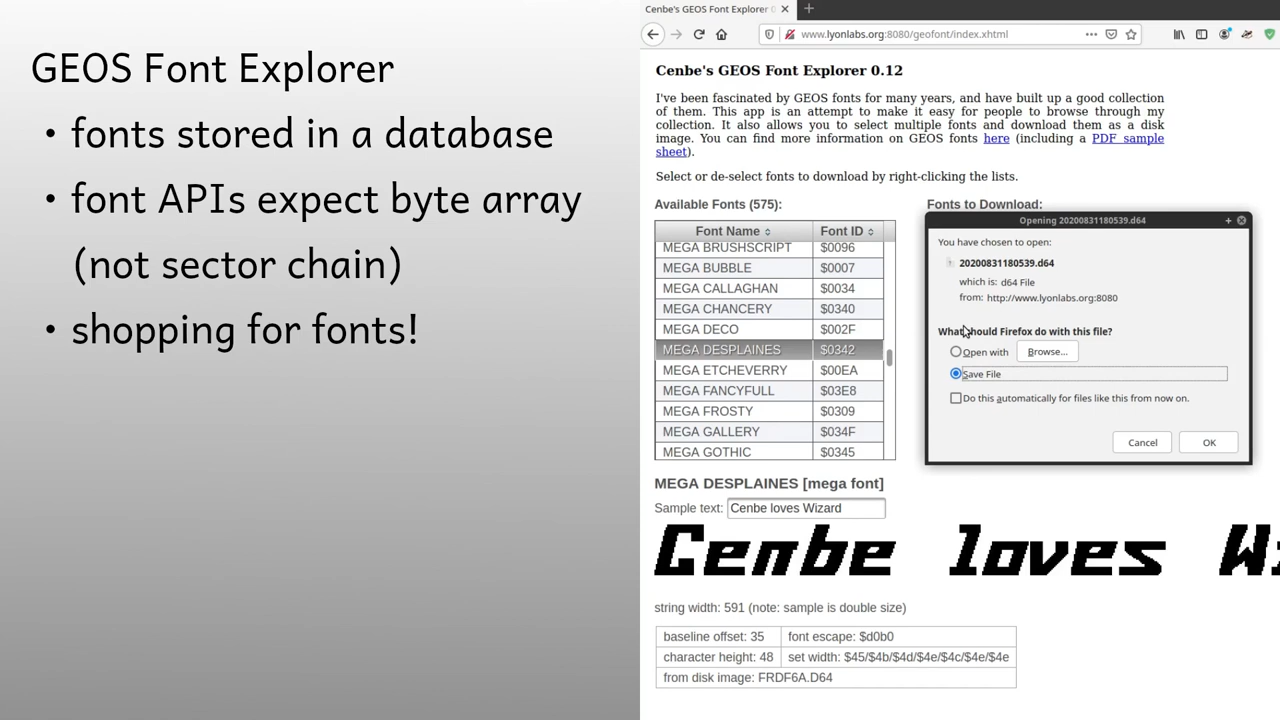 GEOS Font Explorer
• fonts stored in a database
• font APIs expect byte array
(not sector chain)
• shopping for fonts!
Cenbe's GEOS Font Explorer 0
www.lyonlabs.org:8080/geofont/index.xhtml
Cenbe's GEOS Font Explorer 0.12
I've been fascinated by GEOS fonts for many years, and have built up a good collection
of them. This app is an attempt to make it easy for people to browse through my
collection. It also allows you to select multiple fonts and download them as a disk
image. You can find more information on GEOS fonts here (including a PDF sample
sheet).
Select or de-select fonts to download by right-clicking the lists.
Available Fonts (575):
Font Name Font ID
MEGA BRUSHSCRIPT $0096
MEGA BUBBLE $0007
MEGA CALLAGHAN $0034
MEGA CHANCERY $0340
MEGA DECO $002F
MEGA DESPLAINES $0342
MEGA ETCHEVERRY $00EA
MEGA FANCYFULL $03E8
MEGA FROSTY $0309
MEGA GALLERY $034F
MEGA GOTHIC $0345
Fonts to Download:
Opening 20200831180539.d64
You have chosen to open:
20200831180539.d64
which is: d64 File
from: http://www.lyonlabs.org:8080
What should Firefox do with this file?
Open with Browse...
Save File
Do this automatically for files like this from now on.
Cancel OK
MEGA DESPLAINES [mega font]
Sample text: Cenbe loves Wizard
Cenbe loves Wi
string width: 591 (note: sample is double size)
baseline offset: 35 font escape: $d0b0
character height: 48 set width: $45/$4b/$4d/$4e/$4c/$4e/$4e
from disk image: FRDF6A.D64